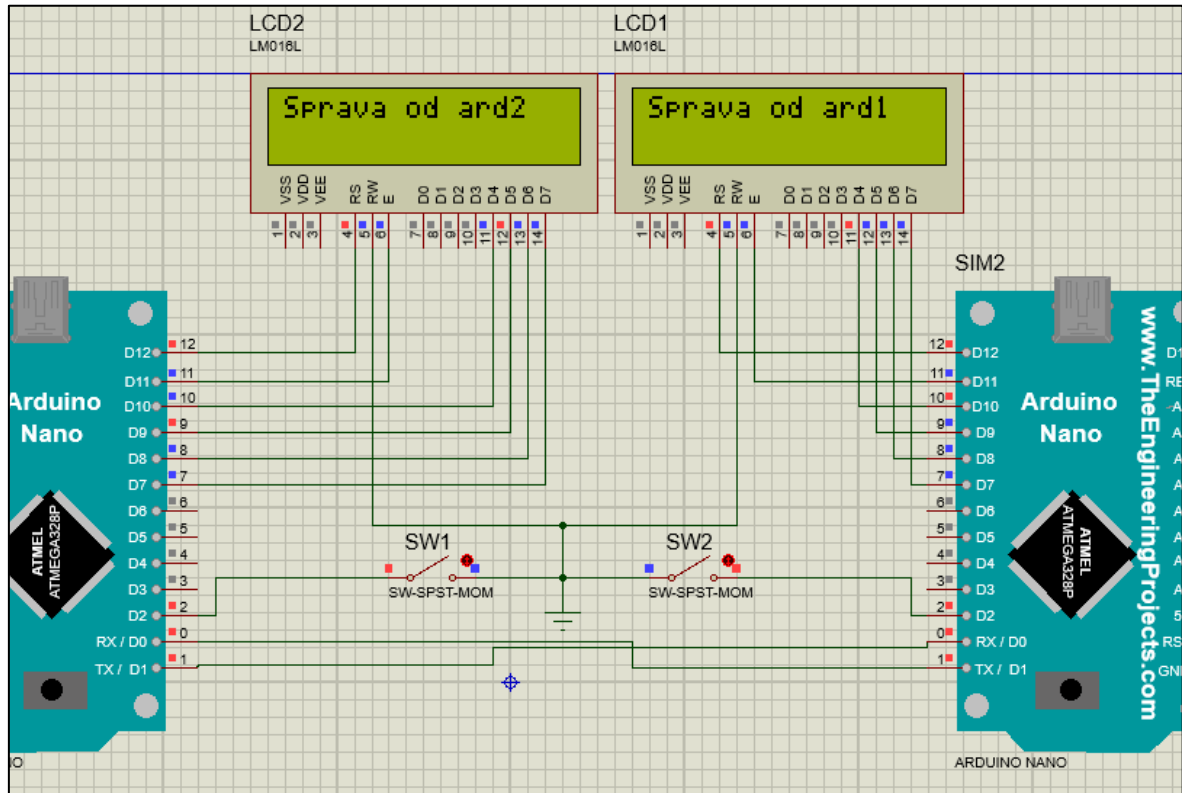 LCD2
LM016L
Sprava od ard2
VSS
VDD
VEE
RS
RW
E
D0
D1
D2
D3
D4
D5
D6
D7
1
2
3
4
5
6
7
8
9
10
11
12
13
14
LCD1
LM016L
Sprava od ard1
VSS
VDD
VEE
RS
RW
E
D0
D1
D2
D3
D4
D5
D6
D7
1
2
3
4
5
6
7
8
9
10
11
12
13
14
Arduino
Nano
ATMEL
ATMEGA328P
D12 12
D11 11
D10 10
D9 9
D8 8
D7 7
D6 6
D5 5
D4 4
D3 3
D2 2
RX / D0 0
TX / D1 1
SW1
SW-SPST-MOM
SW2
SW-SPST-MOM
SIM2
12 D12
11 D11
10 D10
9 D9
8 D8
7 D7
6 D6
5 D5
4 D4
3 D3
2 D2
0 RX / D0
1 TX / D1
Arduino
Nano
ATMEL
ATMEGA328P
www.TheEngineeringProjects.com
ARDUINO NANO